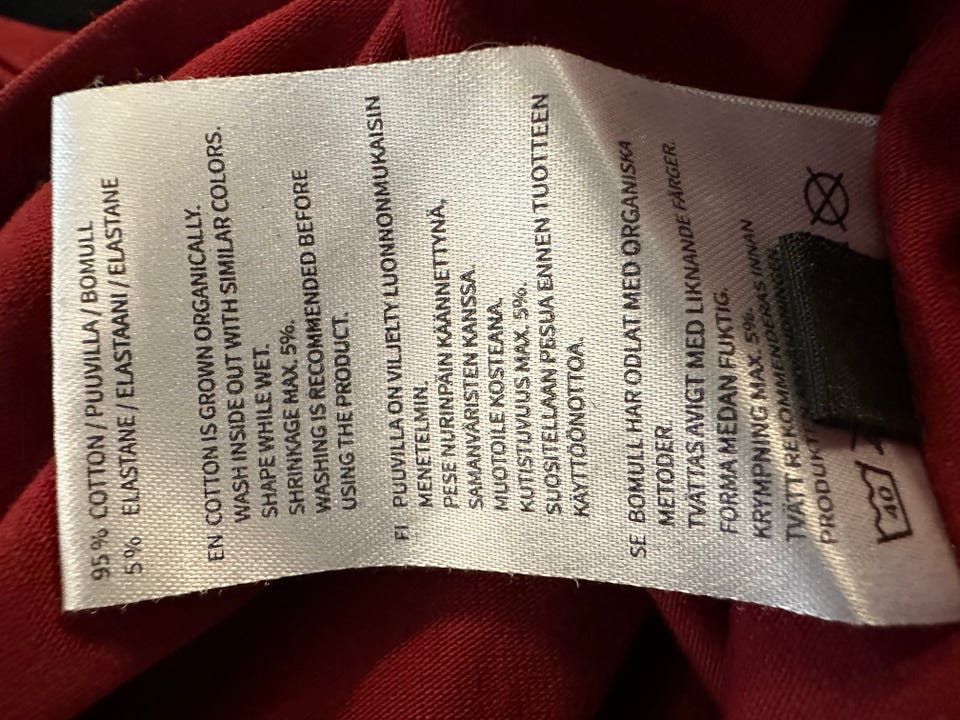 95% COTTON / PUUVILLA / BOMULL
5% ELASTANE / ELASTAANI / ELASTANE
EN COTTON IS GROWN ORGANICALLY.
WASH INSIDE OUT WITH SIMILAR COLORS.
SHAPE WHILE WET.
SHRINKAGE MAX. 5%.
WASHING IS RECOMMENDED BEFORE
USING THE PRODUCT.
FI PUUVILLA ON VILJELTY LUONNONMUKAISIN
MENETELMIN.
PESE NURINPÄIN KÄÄNNETTYNÄ,
SAMANVÄRISTEN KANSSA.
MUOTOILE KOSTEANA.
KUTISTUVUUS MAX. 5%.
SUOSITELLAAN PESUA ENNEN TUOTTEEN
KÄYTTÖÖNOTTOA.
SE BOMULL HAR ODLAT MED ORGANISKA
METODER.
TVÄTTAS AVIGT MED LIKNANDE FÄRGER.
FORMA MEDAN FUKTIG.
KRYMPNING MAX. 5%.
TVÄTT REKOMMENDERAS INNAN
40